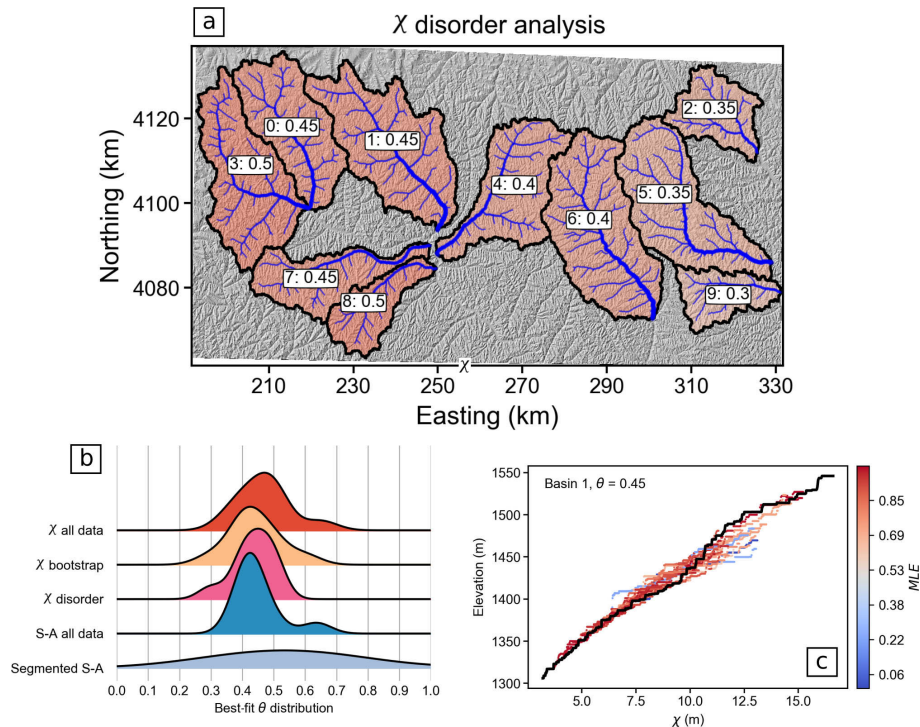 a
χ disorder analysis
Northing (km)
4120
4100
4080
0: 0.45
1: 0.45
2: 0.35
3: 0.5
4: 0.4
5: 0.35
6: 0.4
7: 0.45
8: 0.5
9: 0.3
χ
210 230 250 270 290 310 330
Easting (km)
b
χ all data
χ bootstrap
χ disorder
S-A all data
Segmented S-A
0.0 0.1 0.2 0.3 0.4 0.5 0.6 0.7 0.8 0.9 1.0
Best-fit θ distribution
Basin 1, θ = 0.45
Elevation (m)
1550
1500
1450
1400
1350
1300
5.0 7.5 10.0 12.5 15.0
χ (m)
c
0.85
0.69
0.53
0.38
0.22
0.06
MLE